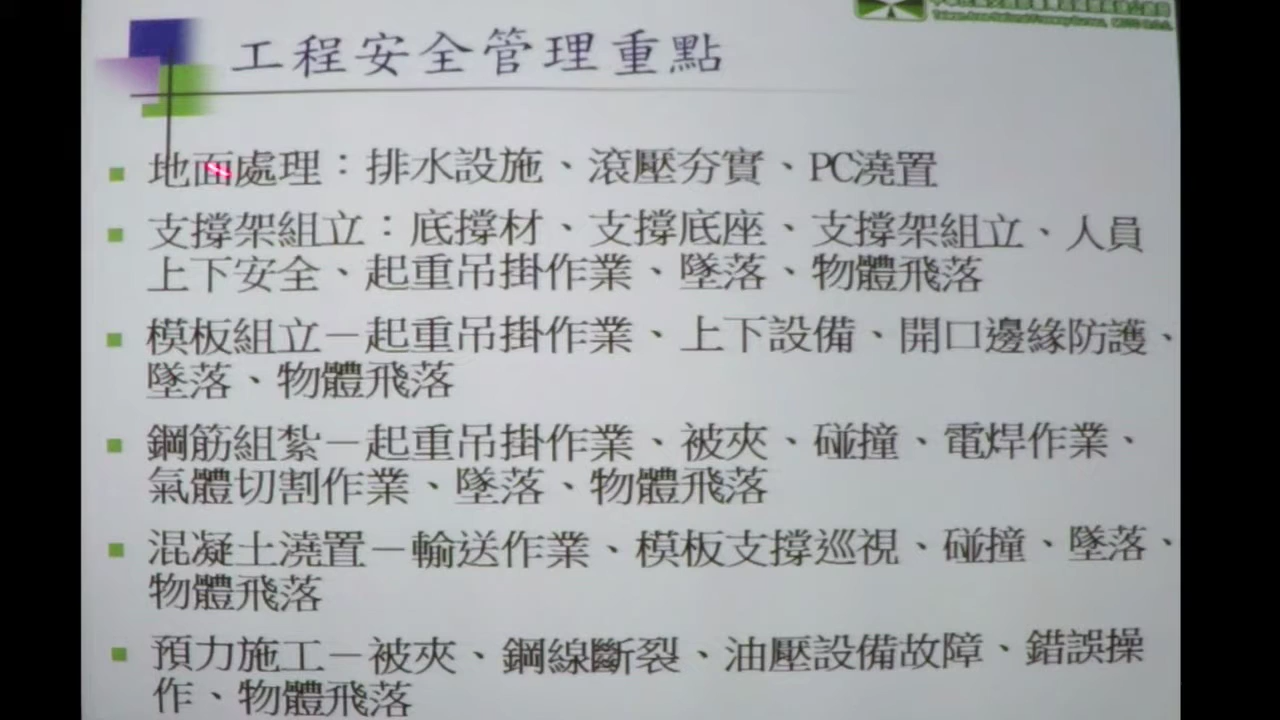 工程安全管理重點
地面處理：排水設施、滾壓夯實、PC澆置
支撐架組立：底撐材、支撐底座、支撐架組立、人員
上下安全、起重吊掛作業、墜落、物體飛落
模板組立－起重吊掛作業、上下設備、開口邊緣防護、
墜落、物體飛落
鋼筋組紮－起重吊掛作業、被夾、碰撞、電焊作業、
氣體切割作業、墜落、物體飛落
混凝土澆置－輸送作業、模板支撐巡視、碰撞、墜落、
物體飛落
預力施工－被夾、鋼線斷裂、油壓設備故障、錯誤操
作、物體飛落